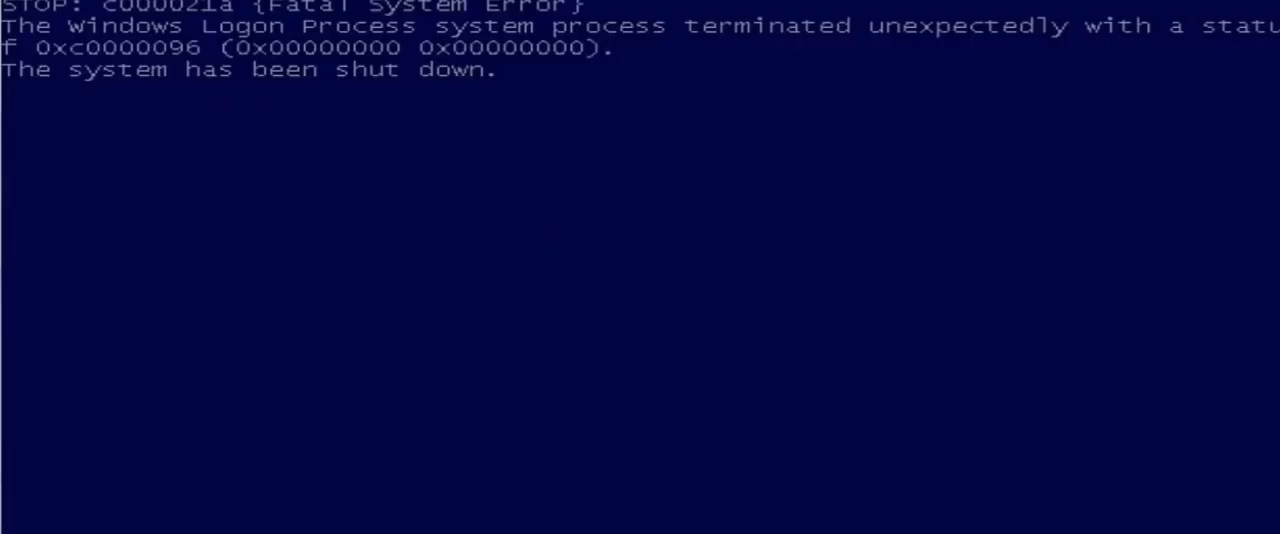 STOP: c000021a {Fatal System Error}
The Windows Logon Process system process terminated unexpectedly with a statu
f 0xc0000096 (0x00000000 0x00000000).
The system has been shut down.